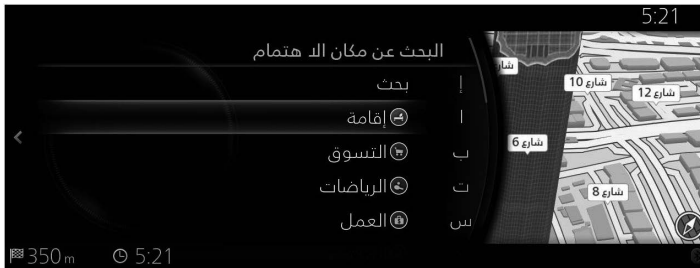 5:21
البحث عن مكان الا هتمام
إ بحث
ا إقامة
ب التسوق
ت الرياضات
س العمل
شارع
شارع 10
شارع 12
شارع 6
شارع 8
350 m 5:21